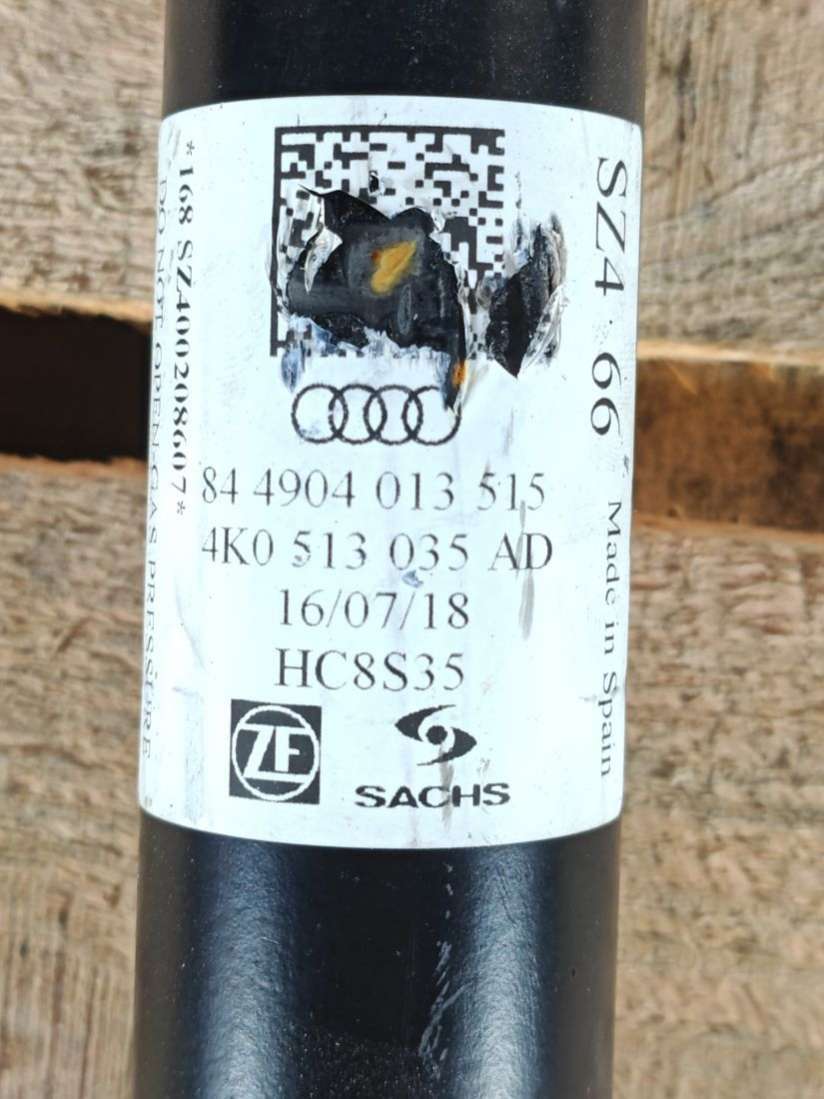 84 4904 013 515
4K0 513 035 AD
16/07/18
HC8S35
ZF
SACHS
SZ4 66 Made in Spain
*168 SZ400208607*
DO NOT OPEN GAS PRESSURE